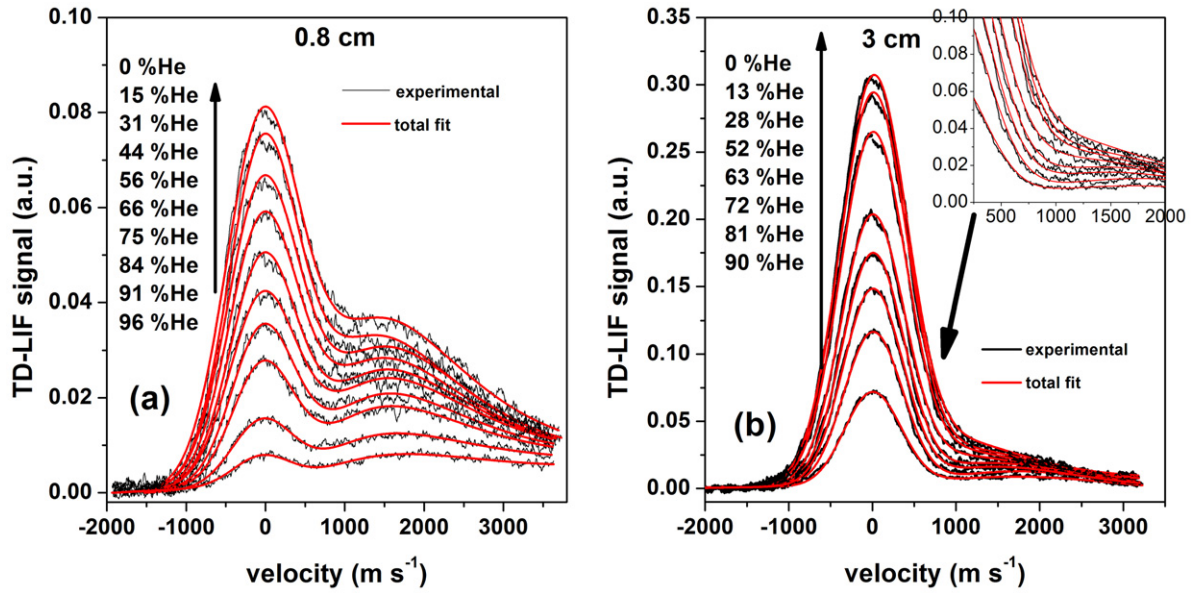 0.8 cm
0 %He
15 %He
31 %He
44 %He
56 %He
66 %He
75 %He
84 %He
91 %He
96 %He
experimental
total fit
(a)
TD-LIF signal (a.u.)
0.10
0.08
0.06
0.04
0.02
0.00
-2000 -1000 0 1000 2000 3000
velocity (m s⁻¹)
3 cm
0 %He
13 %He
28 %He
52 %He
63 %He
72 %He
81 %He
90 %He
0.10
0.08
0.06
0.04
0.02
0.00
500 1000 1500 2000
experimental
total fit
(b)
TD-LIF signal (a.u.)
0.35
0.30
0.25
0.20
0.15
0.10
0.05
0.00
-2000 -1000 0 1000 2000 3000
velocity (m s⁻¹)